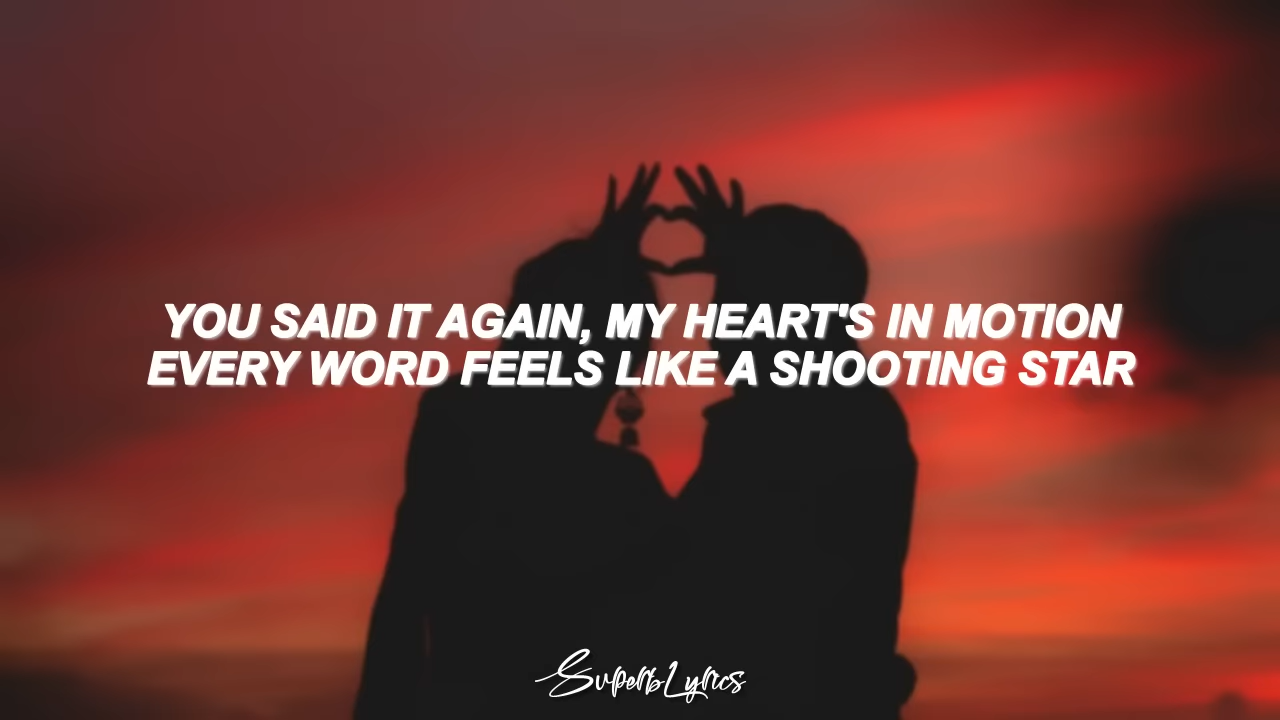 YOU SAID IT AGAIN, MY HEART'S IN MOTION
EVERY WORD FEELS LIKE A SHOOTING STAR
SuperbLyrics